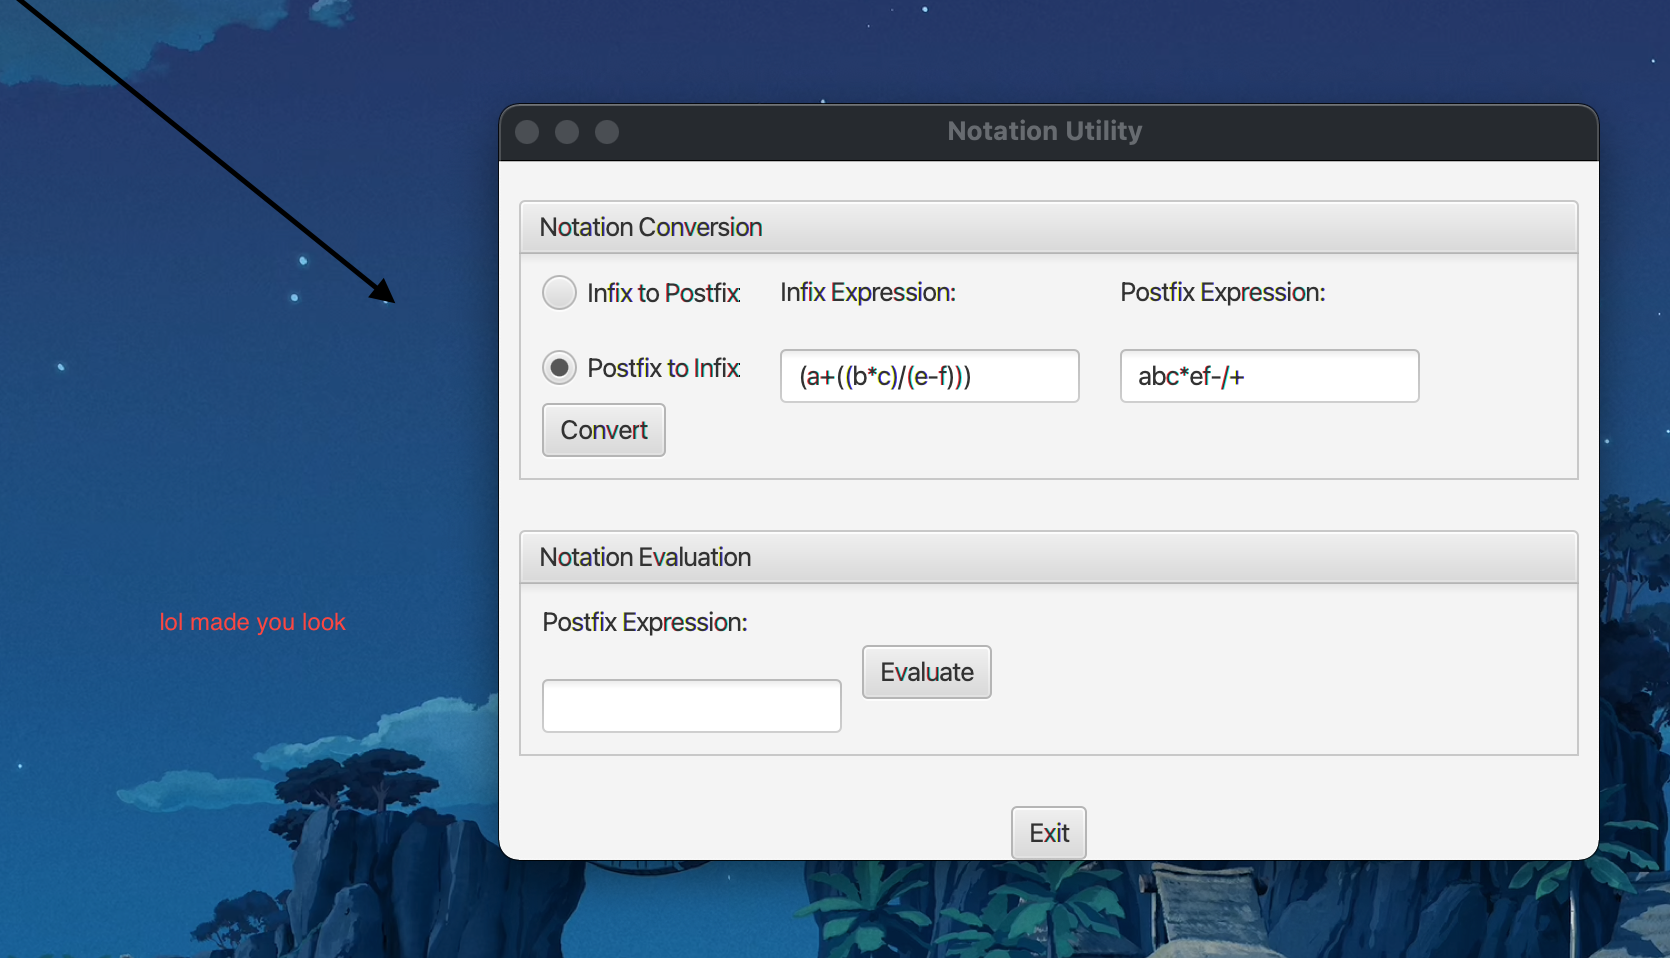 Notation Utility
Notation Conversion
Infix to Postfix
Infix Expression:
Postfix Expression:
Postfix to Infix
(a+((b*c)/(e-f)))
abc*ef-/+
Convert
Notation Evaluation
Postfix Expression:
Evaluate
lol made you look
Exit